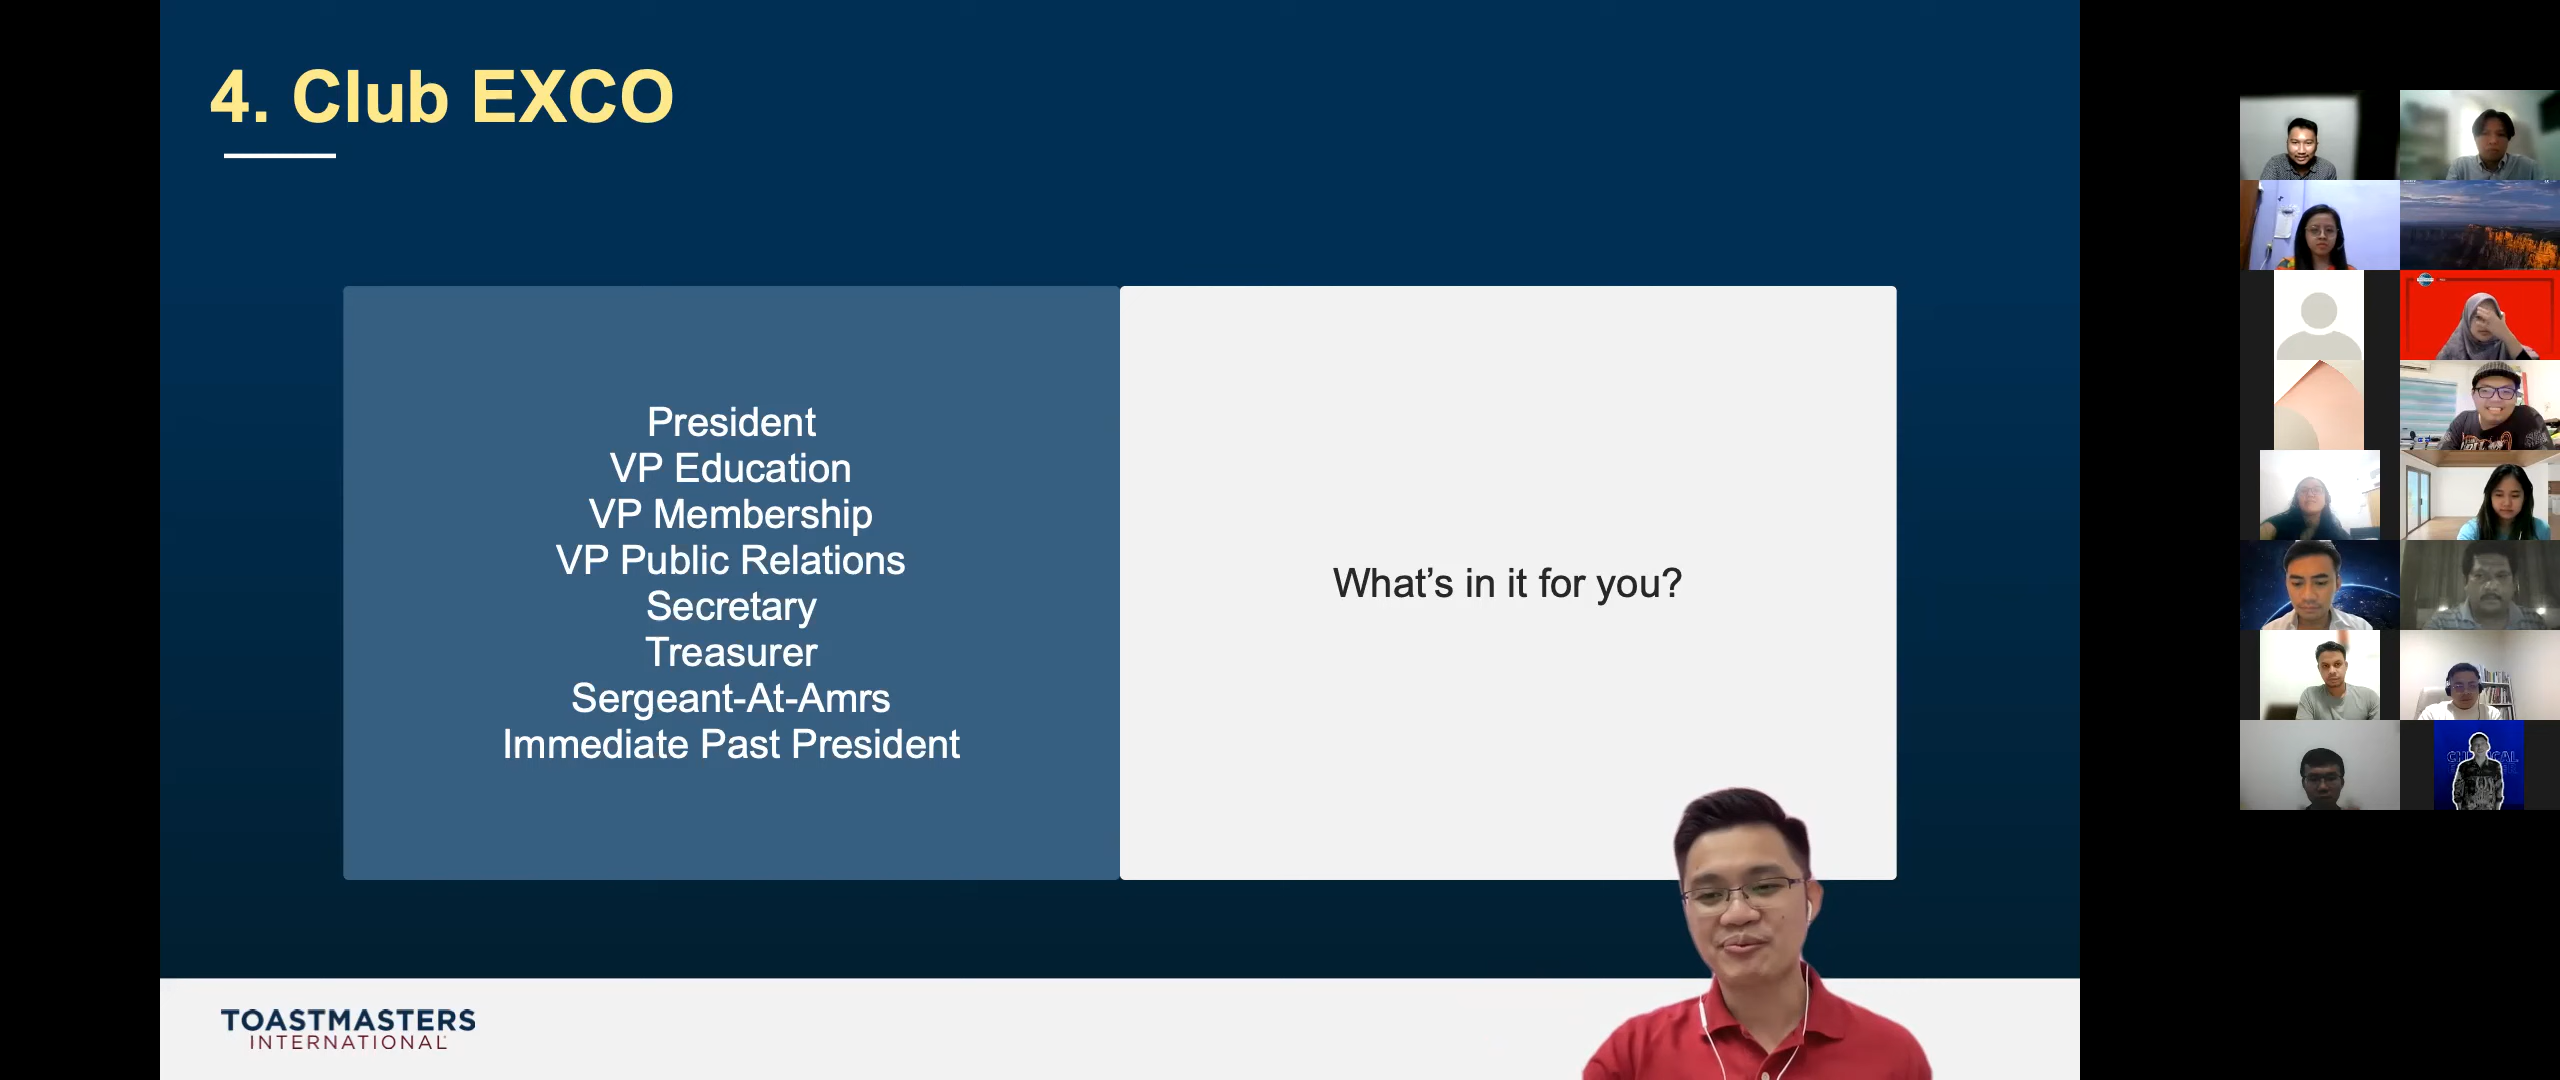 4. Club EXCO
President
VP Education
VP Membership
VP Public Relations
Secretary
Treasurer
Sergeant-At-Amrs
Immediate Past President
What’s in it for you?
TOASTMASTERS
INTERNATIONAL